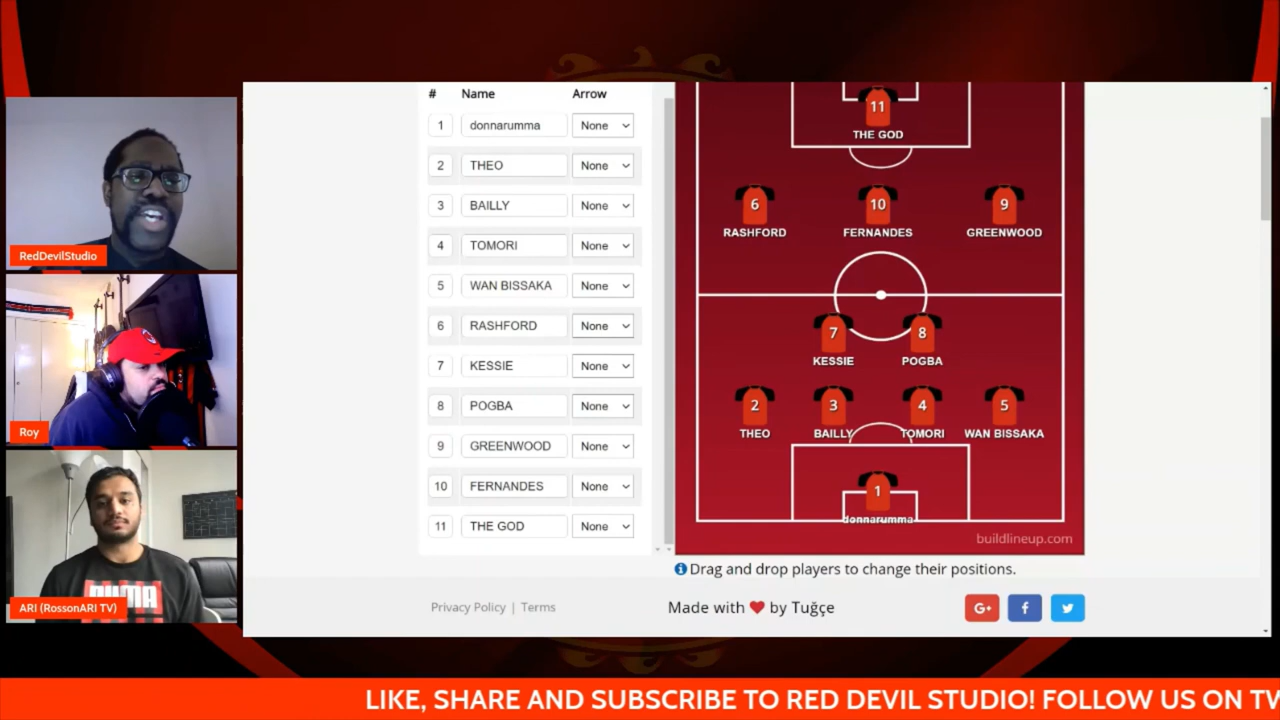 # Name Arrow
1 donnarumma None
2 THEO None
3 BAILLY None
4 TOMORI None
5 WAN BISSAKA None
6 RASHFORD None
7 KESSIE None
8 POGBA None
9 GREENWOOD None
10 FERNANDES None
11 THE GOD None
11
THE GOD
6 10 9
RASHFORD FERNANDES GREENWOOD
7 8
KESSIE POGBA
2 3 4 5
THEO BAILLY TOMORI WAN BISSAKA
1
donnarumma
buildlineup.com
Drag and drop players to change their positions.
Privacy Policy | Terms
Made with ❤ by Tuğçe
G+ f
RedDevilStudio
Roy
PUMA
ARI (RossonARI TV)
LIKE, SHARE AND SUBSCRIBE TO RED DEVIL STUDIO! FOLLOW US ON TW